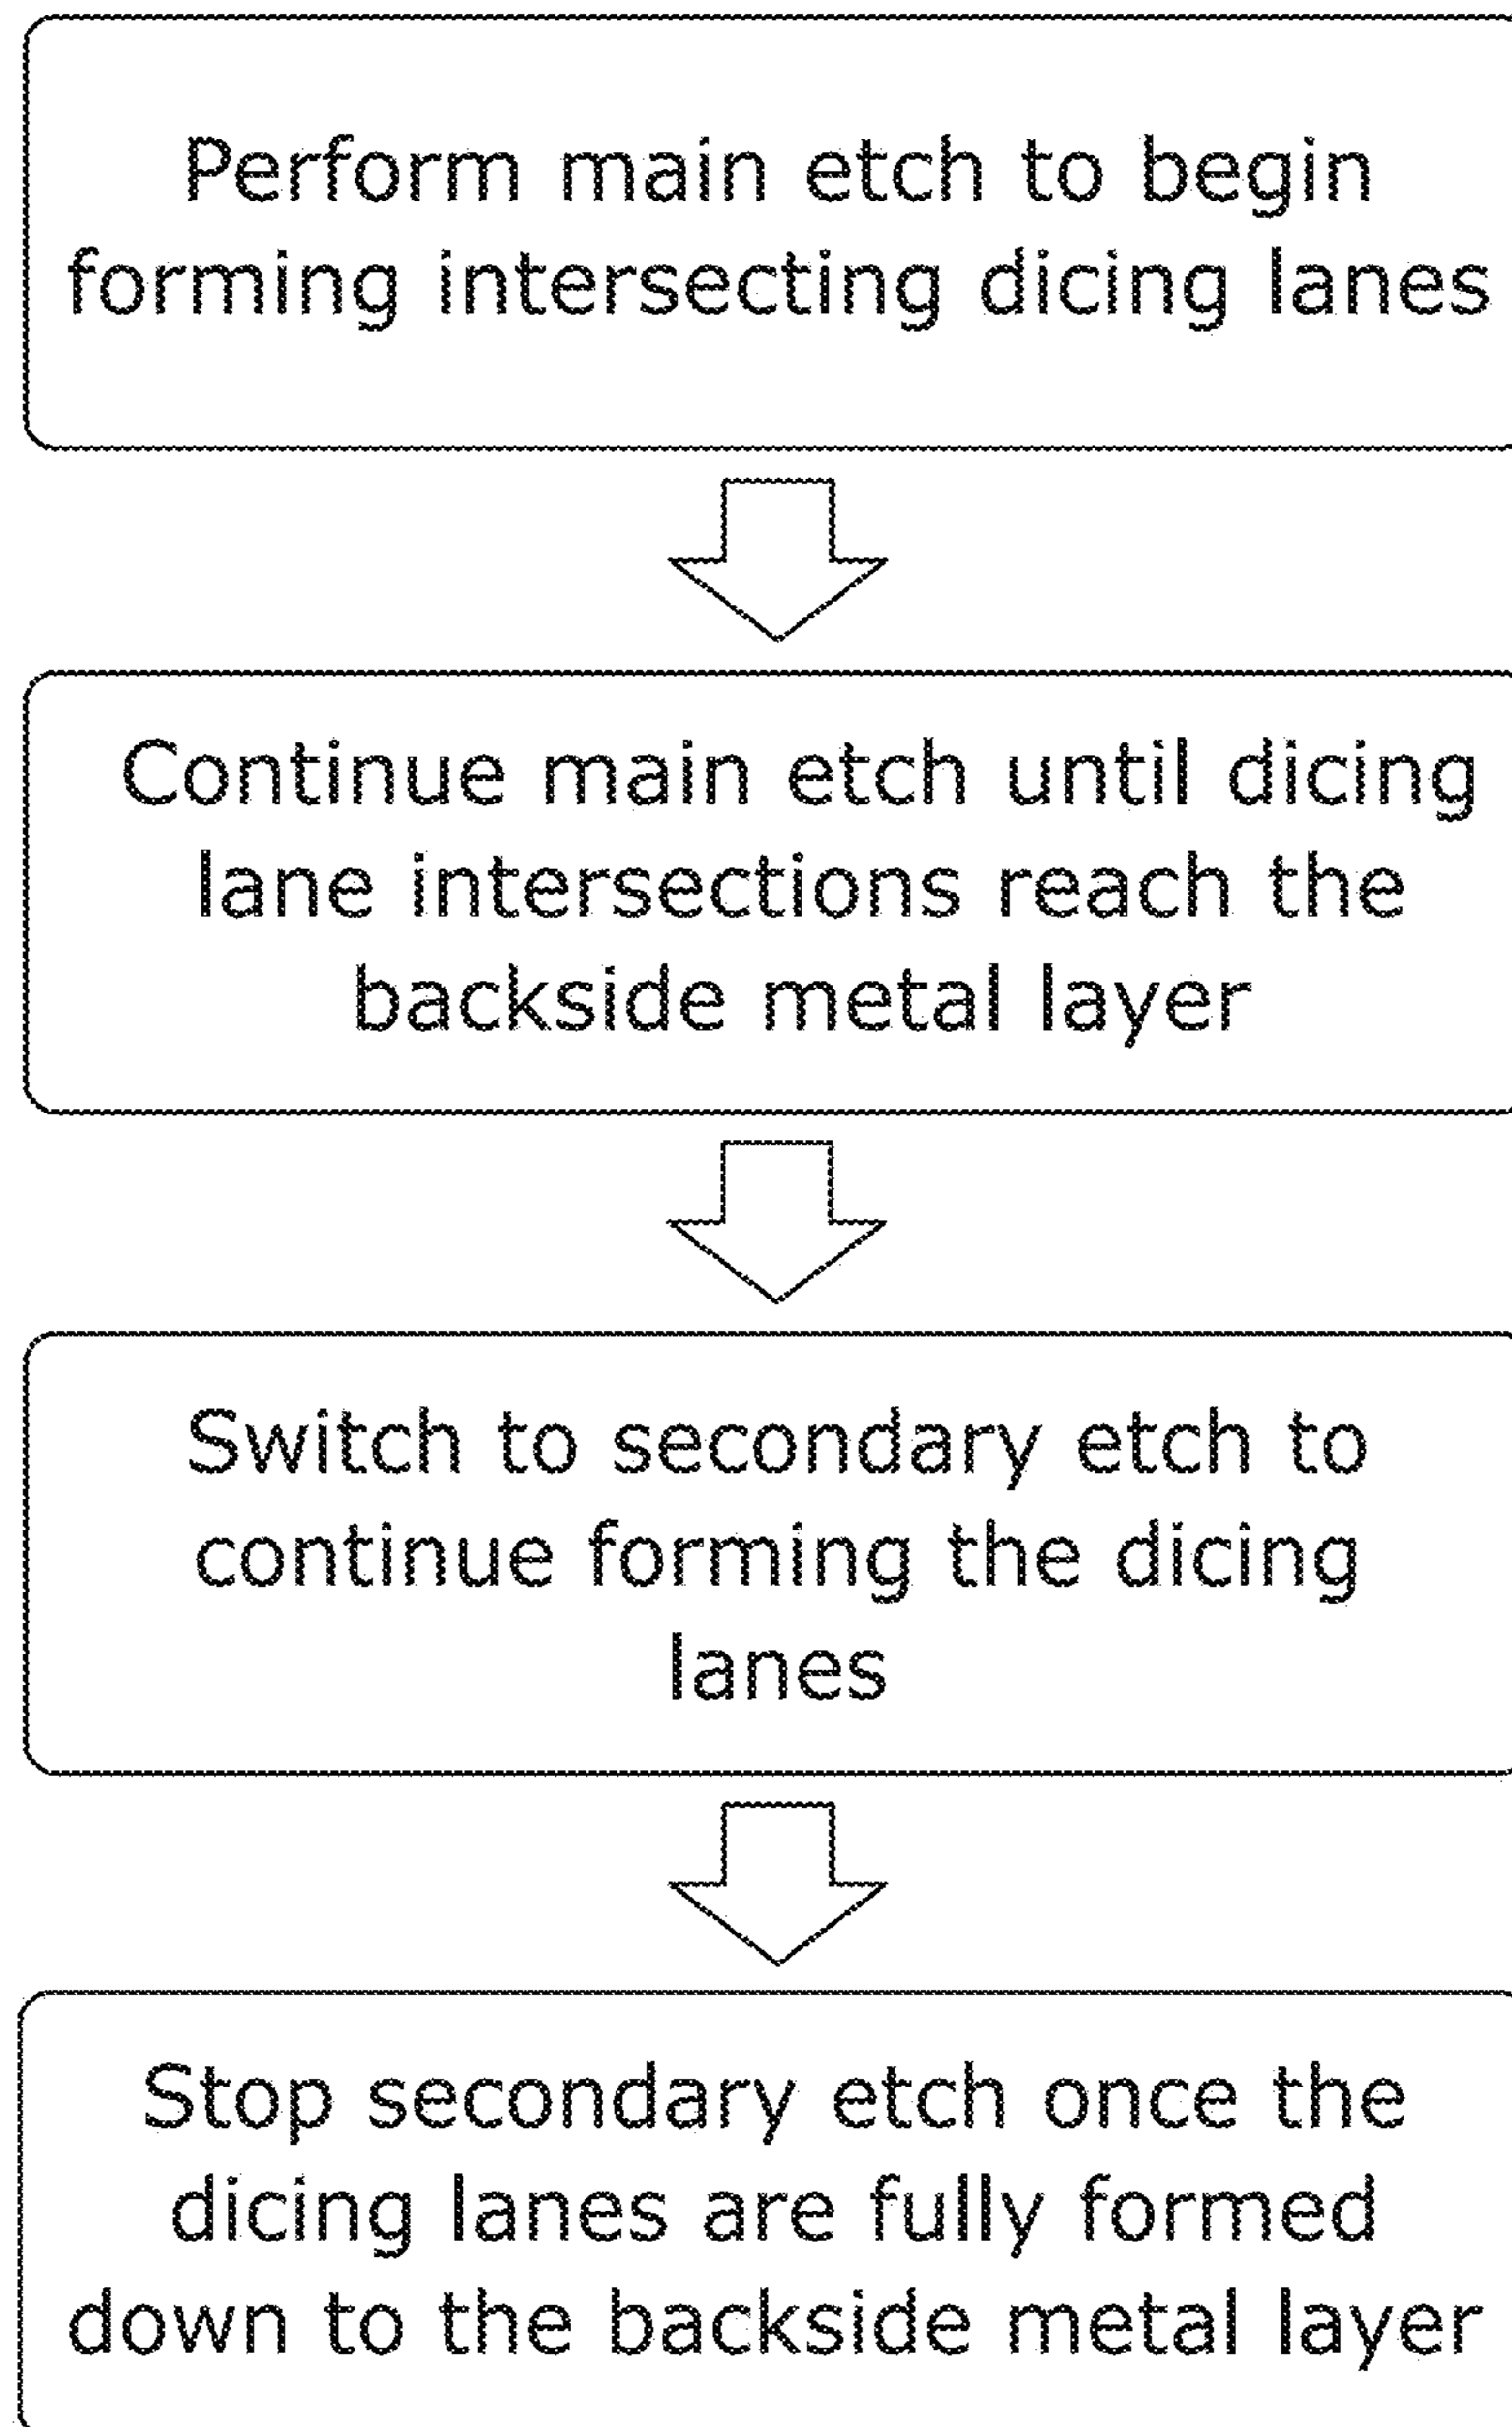 Perform main etch to begin
forming intersecting dicing lanes
Continue main etch until dicing
lane intersections reach the
backside metal layer
Switch to secondary etch to
continue forming the dicing
lanes
Stop secondary etch once the
dicing lanes are fully formed
down to the backside metal layer